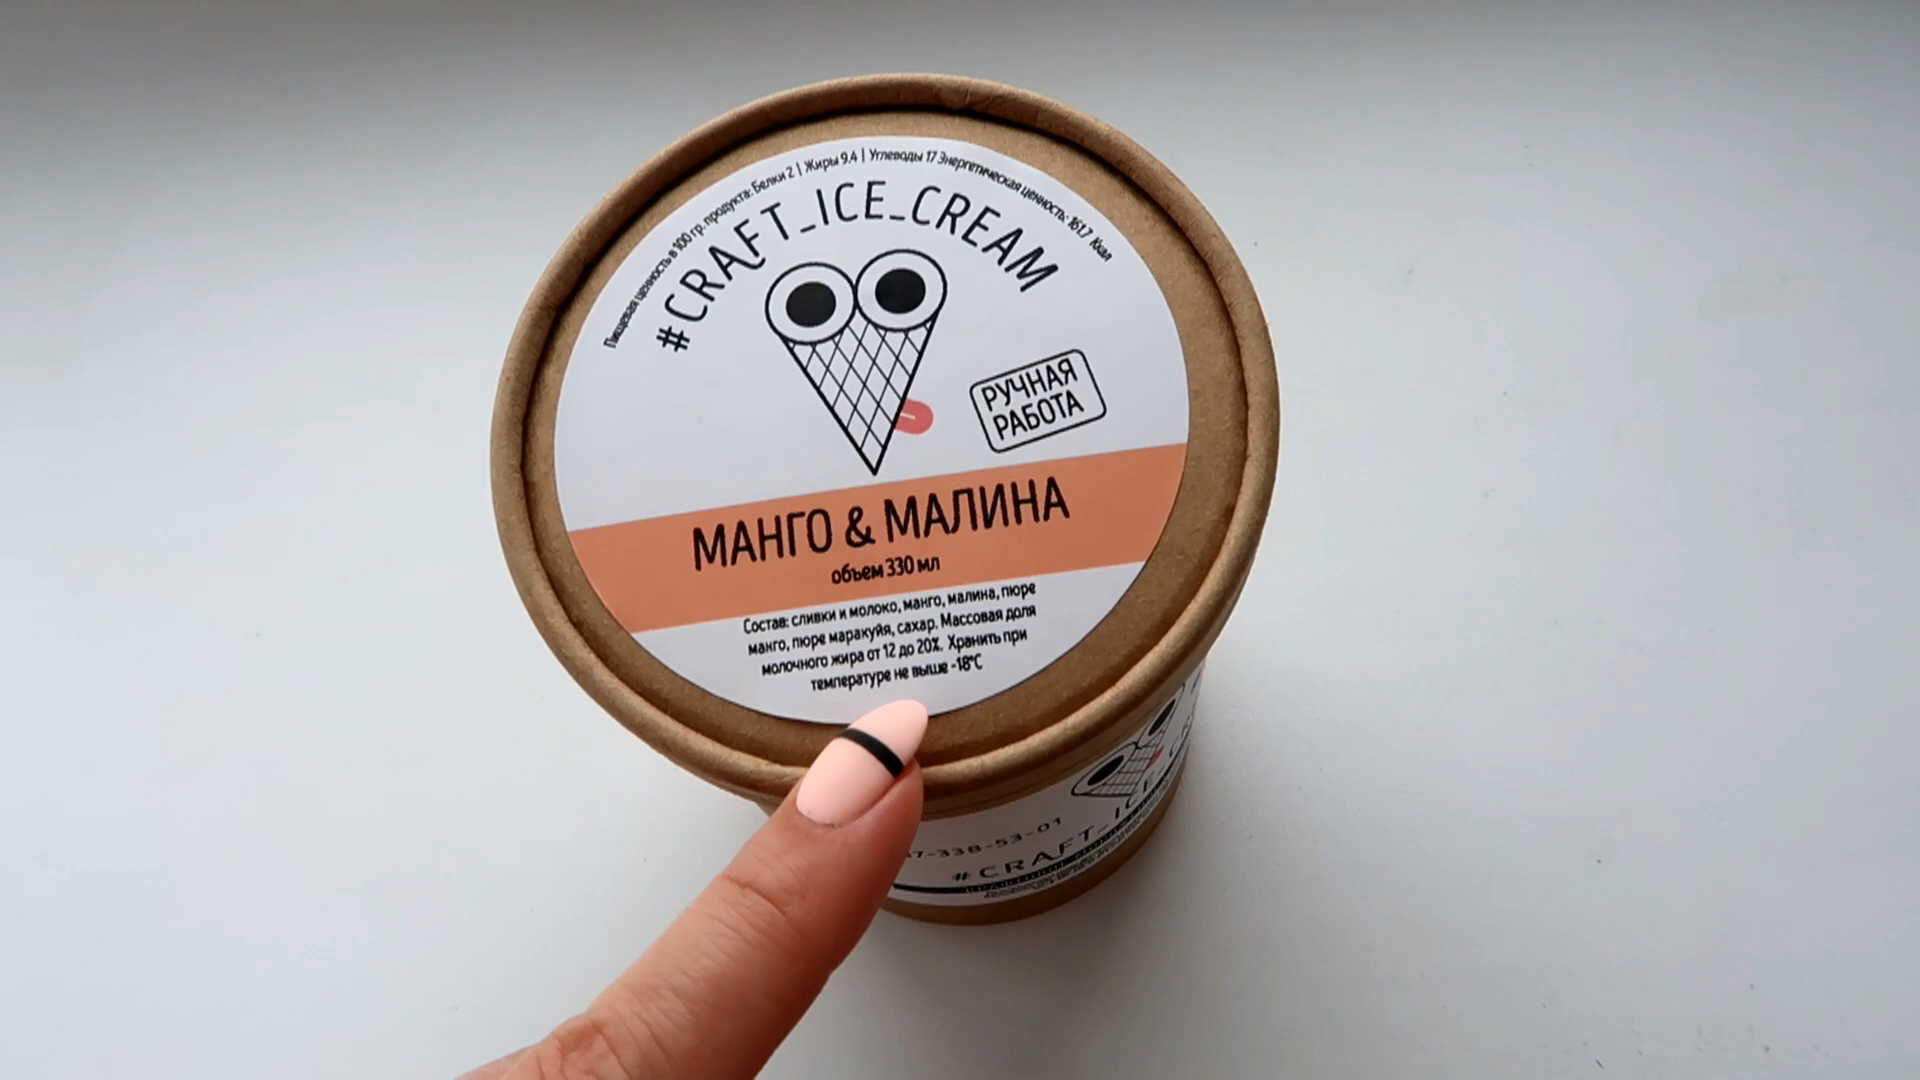 Пищевая ценность в 100 гр. продукта: Белки 2 | Жиры 9.4 | Углеводы 17 Энергетическая ценность: 161.7 Ккал
#CRAFT_ICE_CREAM
РУЧНАЯ
РАБОТА
МАНГО & МАЛИНА
объем 330 мл
Состав: сливки и молоко, манго, малина, пюре
манго, пюре маракуйя, сахар. Массовая доля
молочного жира от 12 до 20%. Хранить при
температуре не выше -18°C
7-338-53-01
#CRAFT_ICE_C